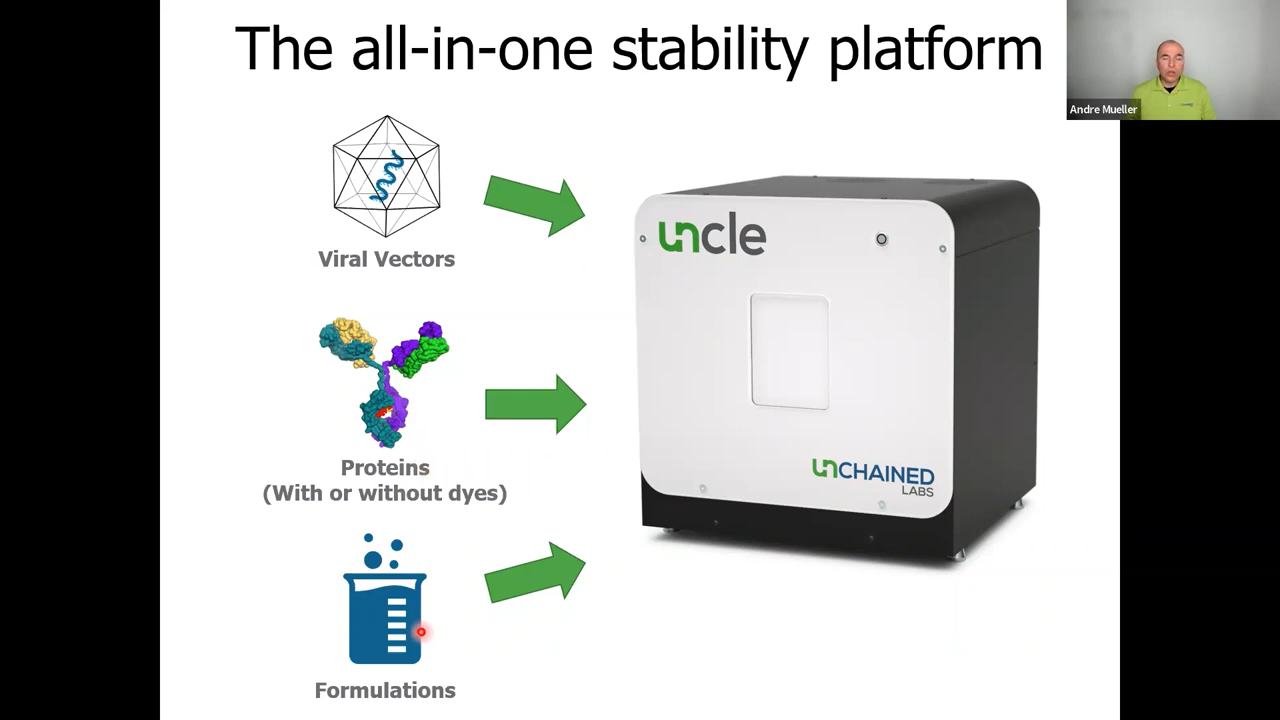 The all-in-one stability platform
Andre Mueller
Viral Vectors
uncle
Proteins
(With or without dyes)
UNCHAINED
LABS
Formulations